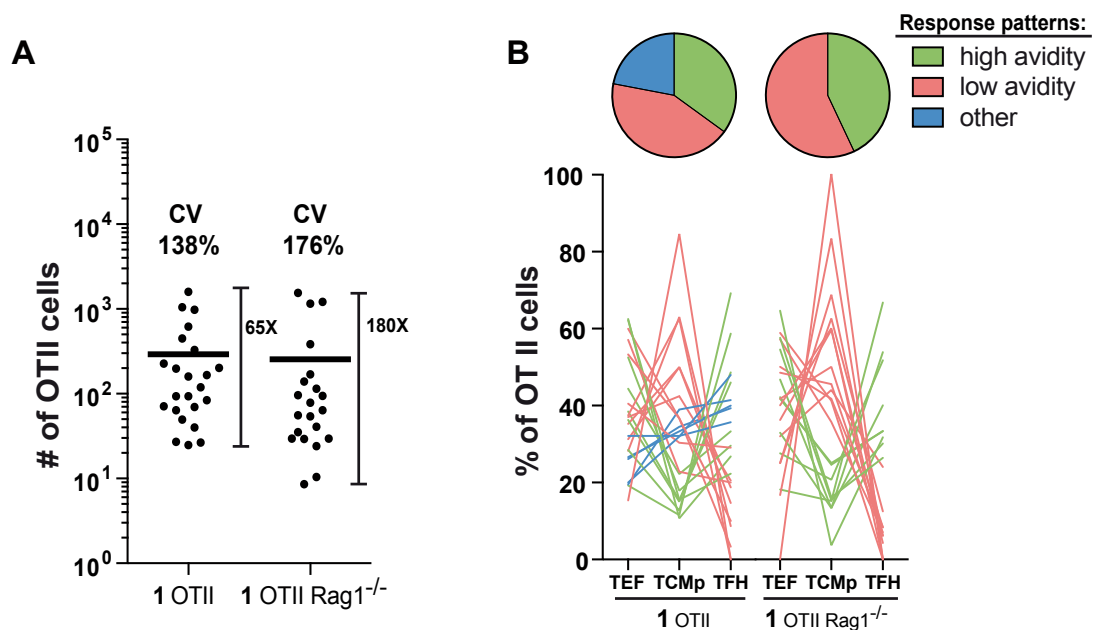 A
# of OTII cells
10^5
10^4
10^3
10^2
10^1
10^0
CV
138%
CV
176%
65X
180X
1 OTII
1 OTII Rag1^-/-
B
Response patterns:
high avidity
low avidity
other
% of OT II cells
100
80
60
40
20
0
TEF TCMp TFH TEF TCMp TFH
1 OTII
1 OTII Rag1^-/-